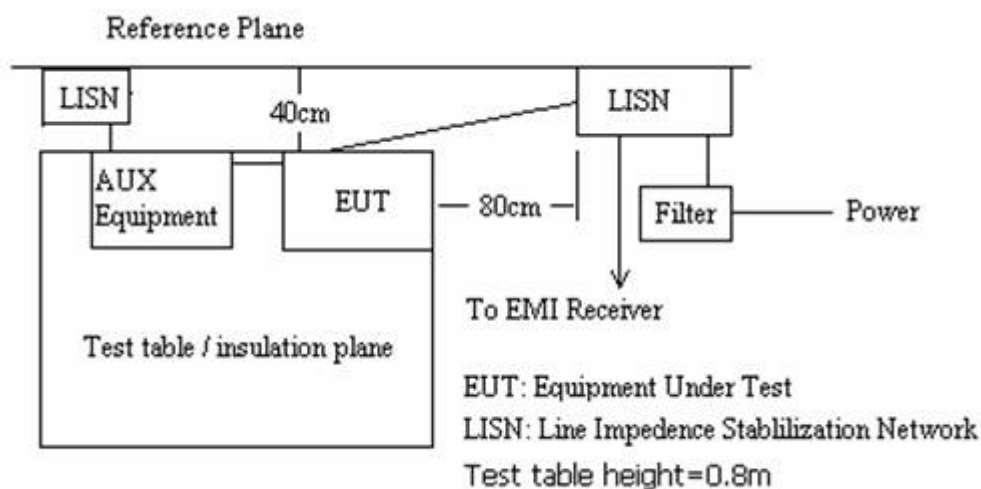 Reference Plane
LISN
40cm
LISN
AUX
Equipment
EUT
80cm
Filter
Power
To EMI Receiver
Test table / insulation plane
EUT: Equipment Under Test
LISN: Line Impedence Stablilization Network
Test table height=0.8m